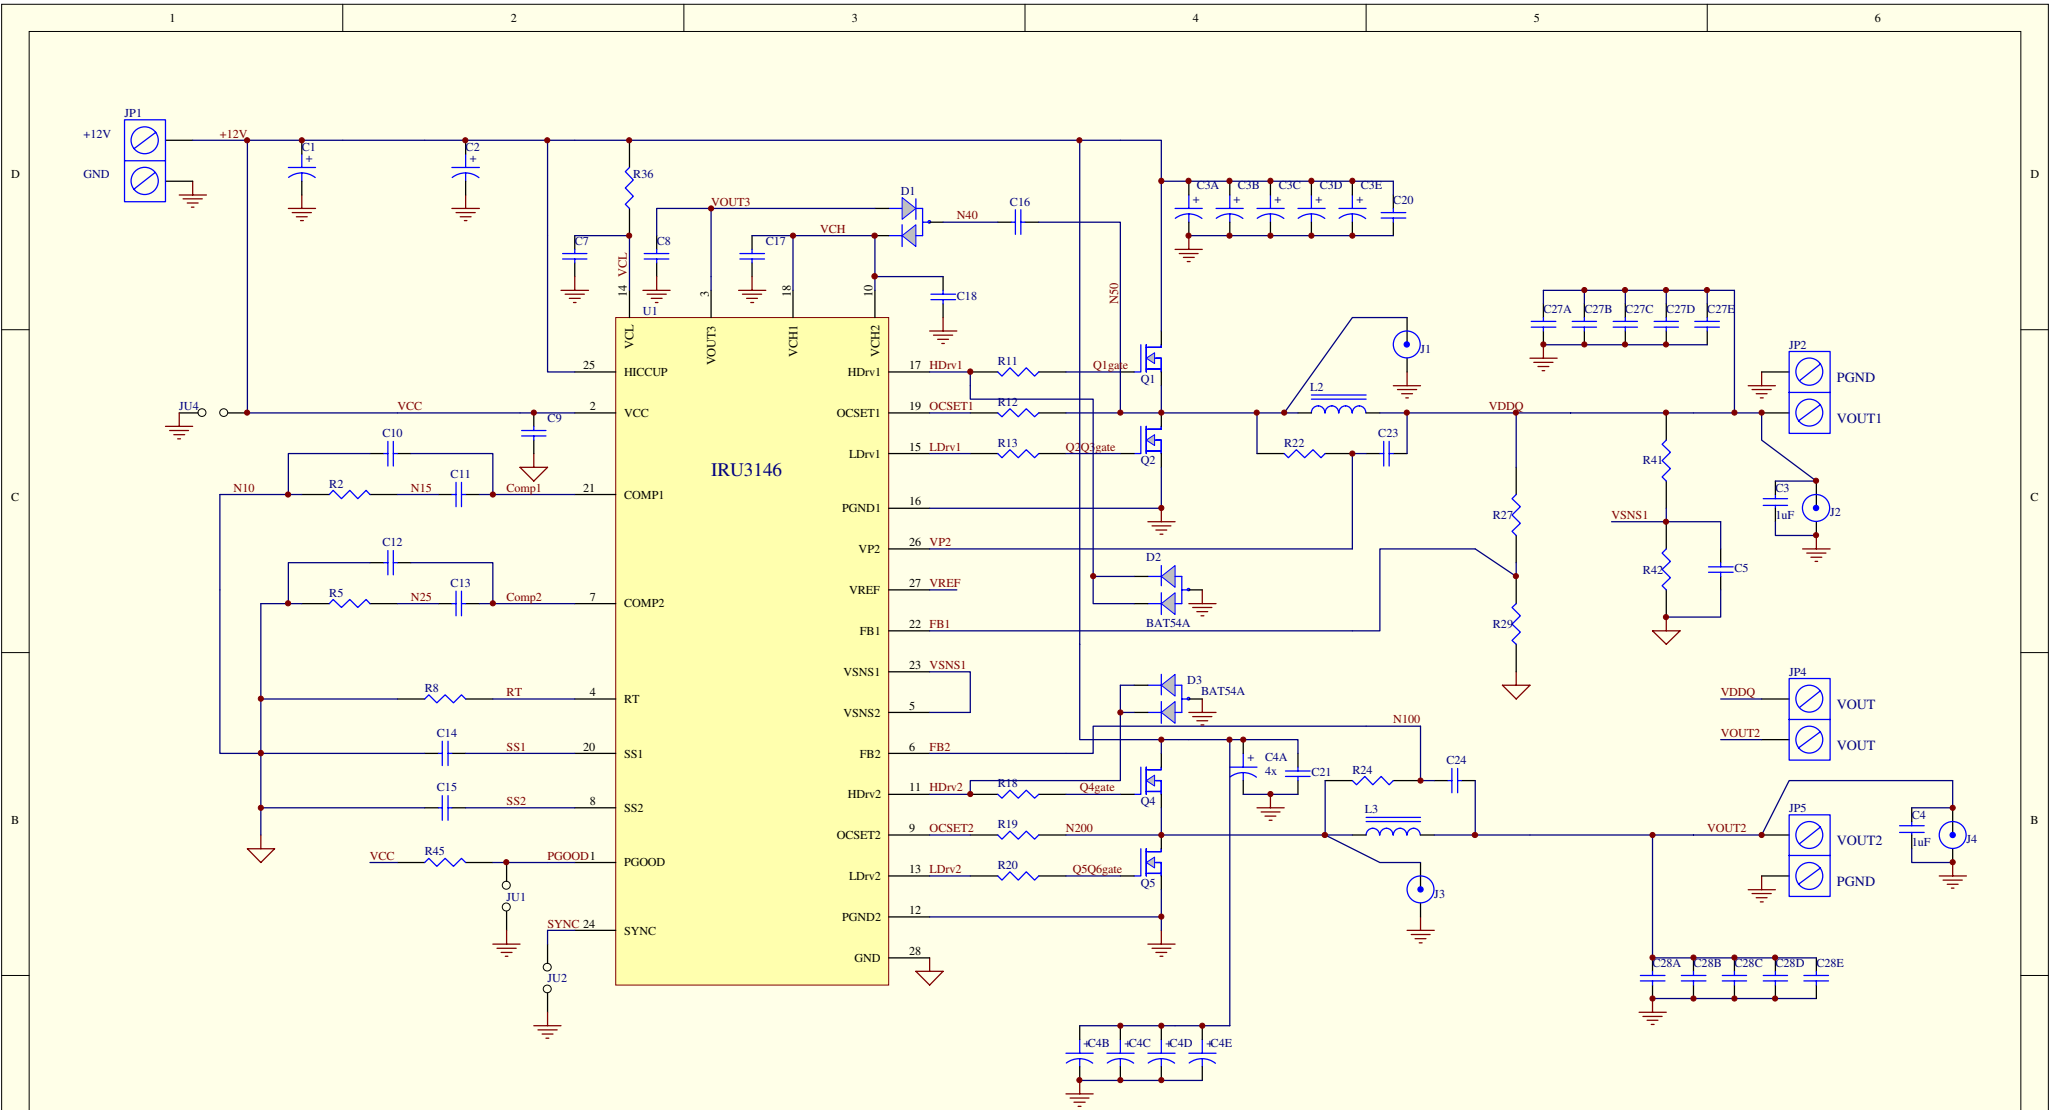 1 2 3 4 5 6
JP1
+12V +12V C1 + C2 +
D GND R36 D
D1 C3A C3B C3C C3D C3E C20
+ + + + +
VOUT3 N40 C16
C7 C8 C17 VCH
VCL N50
14 3 18 10 C18
U1 C27A C27B C27C C27D C27E
VCL VOUT3 VCH1 VCH2
J1 JP2
25 HICCUP HDrv1 17 HDrv1 R11 Q1gate Q1 PGND
L2
JU4 VCC 2 VCC OCSET1 19 OCSET1 R12 VDDQ VOUT1
C9
C10 LDrv1 15 LDrv1 R13 Q2Q3gate Q2 R22 C23
IRU3146 R41
C11
N10 R2 N15 Comp1 21 COMP1 C3 C
C PGND1 16 R27 VSNS1 1uF J2
C12 VP2 26 VP2 D2
C13 R42 C5
VREF 27 VREF
R5 N25 Comp2 7 COMP2
FB1 22 FB1 BAT54A R29
VSNS1 23 VSNS1 JP4
R8 RT 4 RT D3 BAT54A VDDQ VOUT
VSNS2 5
C14 N100
SS1 20 SS1 FB2 6 FB2 VOUT2 VOUT
+ C4A
4x C21 R24 C24
C15 HDrv2 11 HDrv2 R18 Q4gate Q4
SS2 8 SS2 L3 JP5 C4
B OCSET2 9 OCSET2 R19 N200 VOUT2 VOUT2 1uF J4 B
VCC R45 PGOOD 1 PGOOD
LDrv2 13 LDrv2 R20 Q5Q6gate Q5 PGND
JU1 J3
PGND2 12
SYNC 24 SYNC
GND 28
JU2 C28A C28B C28C C28D C28E
+C4B +C4C +C4D +C4E